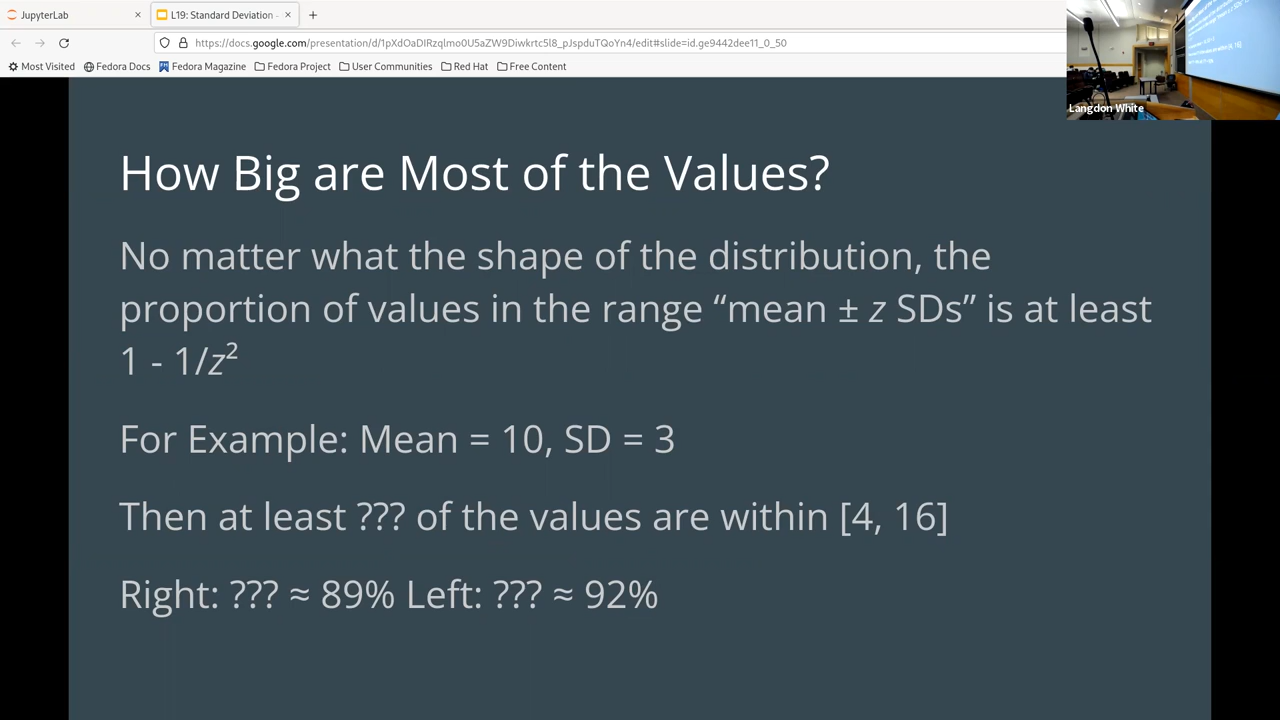 JupyterLab
L19: Standard Deviation -
https://docs.google.com/presentation/d/1pXdOaDIRzqlmo0U5aZWSDlwkrtc5l8_pJspduTQoYn4/edit#slide=id.ge9442dee11_0_50
Most Visited Fedora Docs Fedora Magazine Fedora Project User Communities Red Hat Free Content
Langdon White
How Big are Most of the Values?
No matter what the shape of the distribution, the
proportion of values in the range “mean ± z SDs” is at least
1 - 1/z²
For Example: Mean = 10, SD = 3
Then at least ??? of the values are within [4, 16]
Right: ??? ≈ 89% Left: ??? ≈ 92%